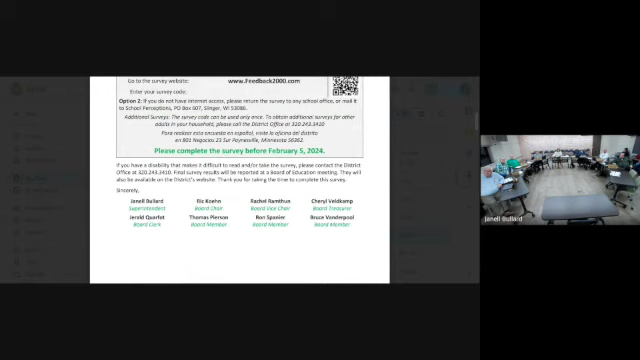 Go to the survey website: www.Feedback2000.com
Enter your survey code:
Option 2: If you do not have internet access, please return the survey to any school office, or mail it
to School Perceptions, PO Box 607, Slinger, WI 53086.
Additional Surveys: The survey code can be used only once. To obtain additional surveys for other
adults in your household, please call the District Office at 320.243.3410
Para realizar esta encuesta en español, visite la oficina del distrito
en 801 Negocios 23 Sur Paynesville, Minnesota 56362.
Please complete the survey before February 5, 2024.
If you have a disability that makes it difficult to read and/or take the survey, please contact the District
Office at 320.243.3410. Final survey results will be reported at a Board of Education meeting. They will
also be available on the District's website. Thank you for taking the time to complete this survey.
Sincerely,
Janell Bullard Ric Koehn Rachel Ramthun Cheryl Veldkamp
Superintendent Board Chair Board Vice Chair Board Treasurer
Jerald Quarfot Thomas Pierson Ron Spanier Bruce Vanderpool
Board Clerk Board Member Board Member Board Member
Janell Bullard